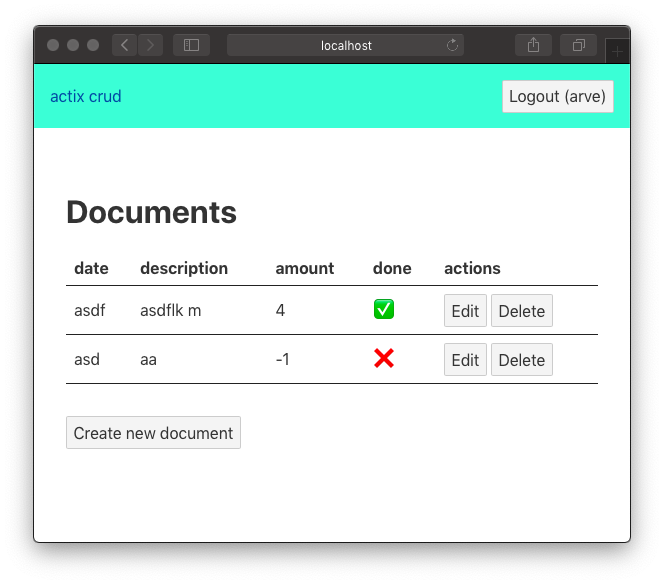 localhost
actix crud Logout (arve)
Documents
date description amount done actions
asdf asdflk m 4 ✅ Edit Delete
asd aa -1 ❌ Edit Delete
Create new document